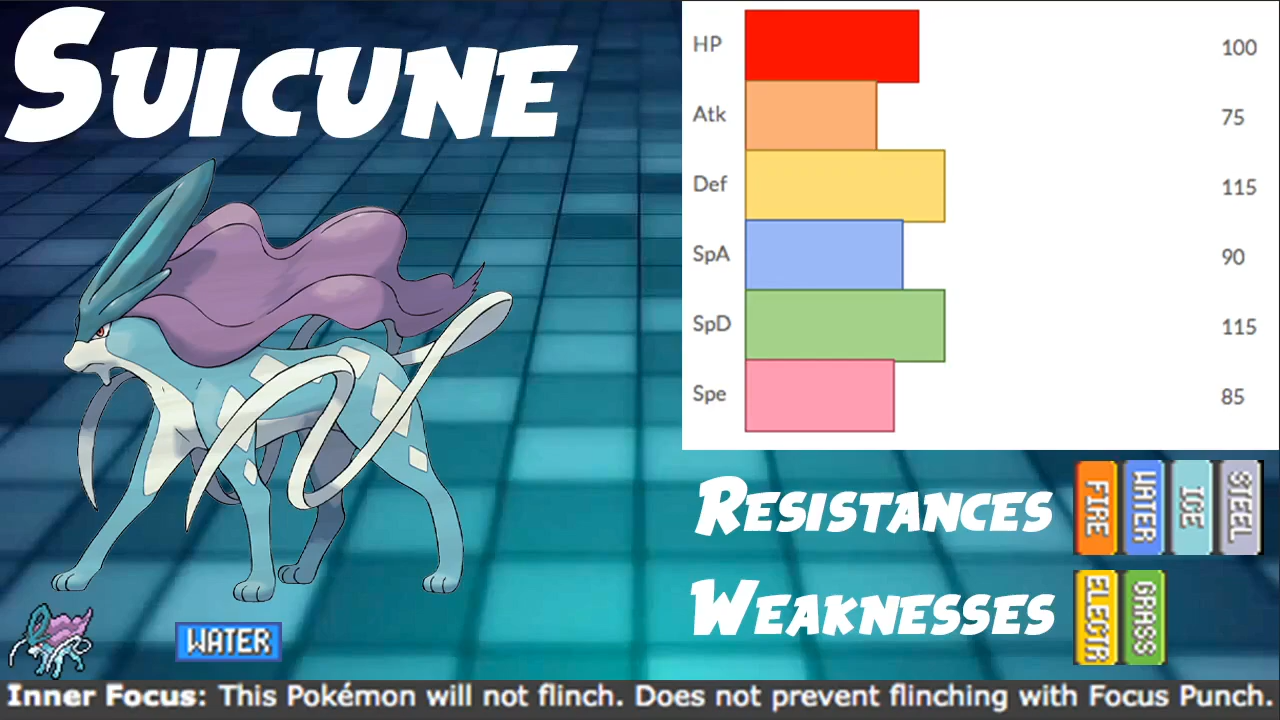 SUICUNE
HP 100
Atk 75
Def 115
SpA 90
SpD 115
Spe 85
RESISTANCES FIRE WATER ICE STEEL
WEAKNESSES ELECTR GRASS
WATER
Inner Focus: This Pokémon will not flinch. Does not prevent flinching with Focus Punch.